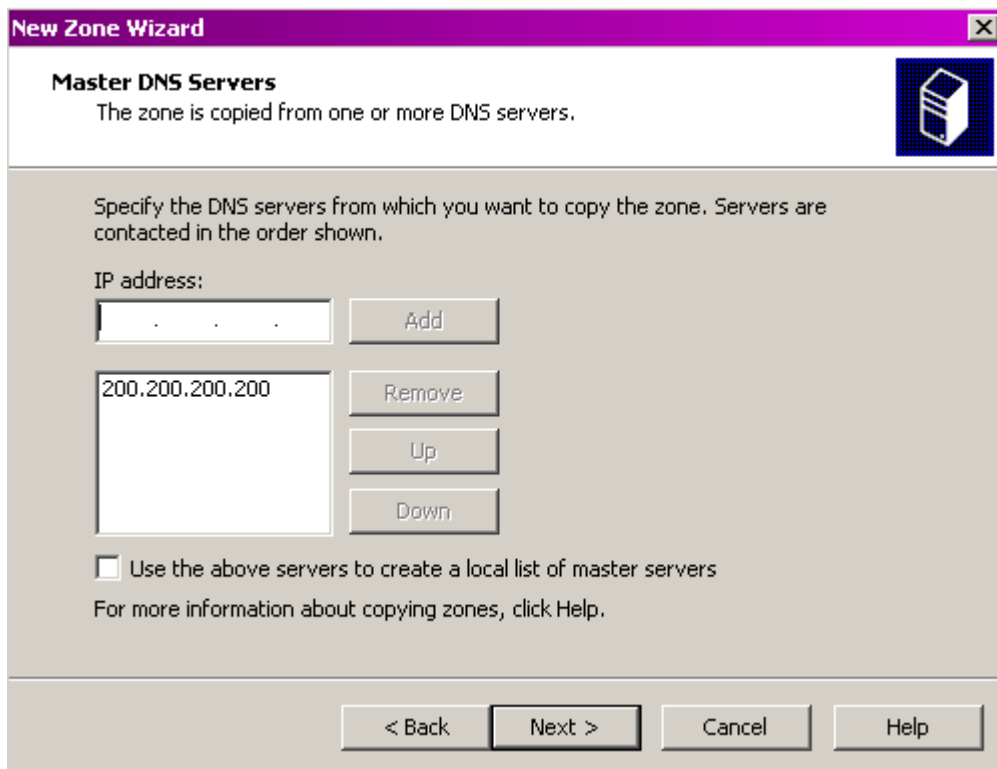 New Zone Wizard
Master DNS Servers
The zone is copied from one or more DNS servers.
Specify the DNS servers from which you want to copy the zone. Servers are
contacted in the order shown.
IP address:
. . .
Add
200.200.200.200
Remove
Up
Down
Use the above servers to create a local list of master servers
For more information about copying zones, click Help.
< Back
Next >
Cancel
Help